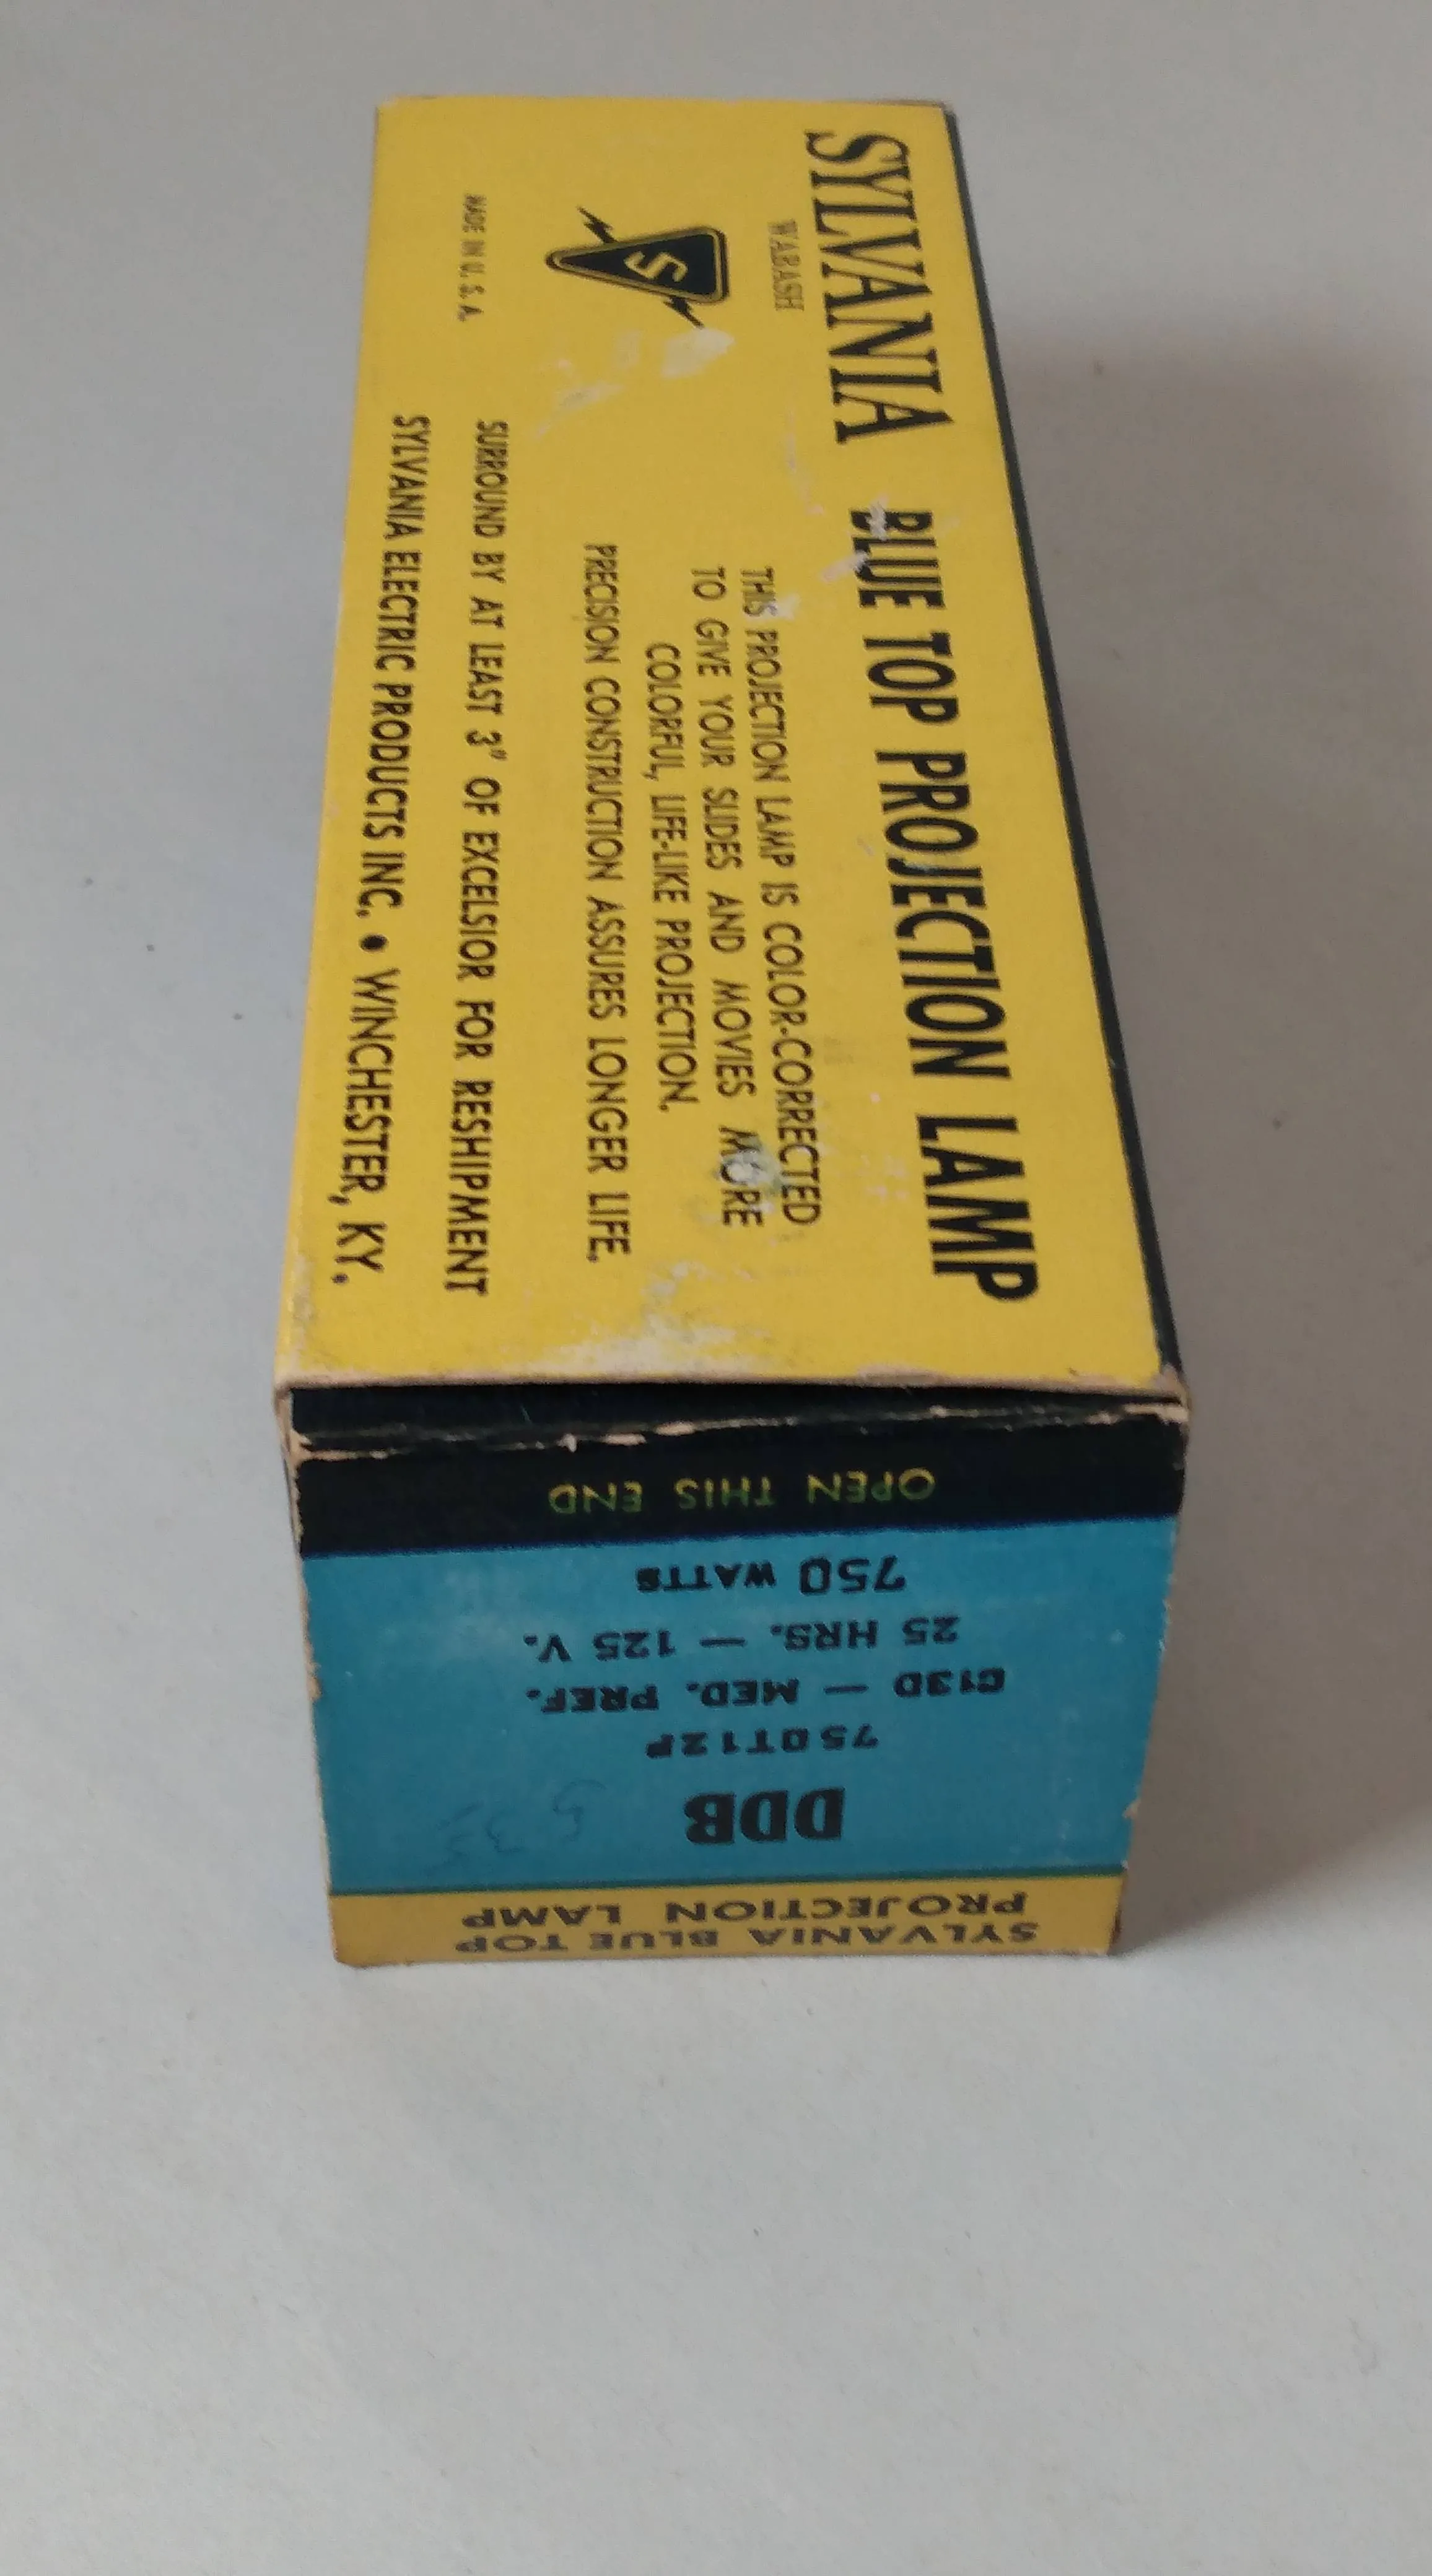 SYLVANIA BLUE TOP PROJECTION LAMP
WABASH
S
MADE IN U.S.A.
THIS PROJECTION LAMP IS COLOR-CORRECTED
TO GIVE YOUR SLIDES AND MOVIES MORE
COLORFUL, LIFE-LIKE PROJECTION.
PRECISION CONSTRUCTION ASSURES LONGER LIFE.
SURROUND BY AT LEAST 3" OF EXCELSIOR FOR RESHIPMENT
SYLVANIA ELECTRIC PRODUCTS INC. • WINCHESTER, KY.
SYLVANIA BLUE TOP
PROJECTION LAMP
DDB
750T12P
C13D — MED. PREF.
25 HRS. — 125 V.
750 WATTS
OPEN THIS END